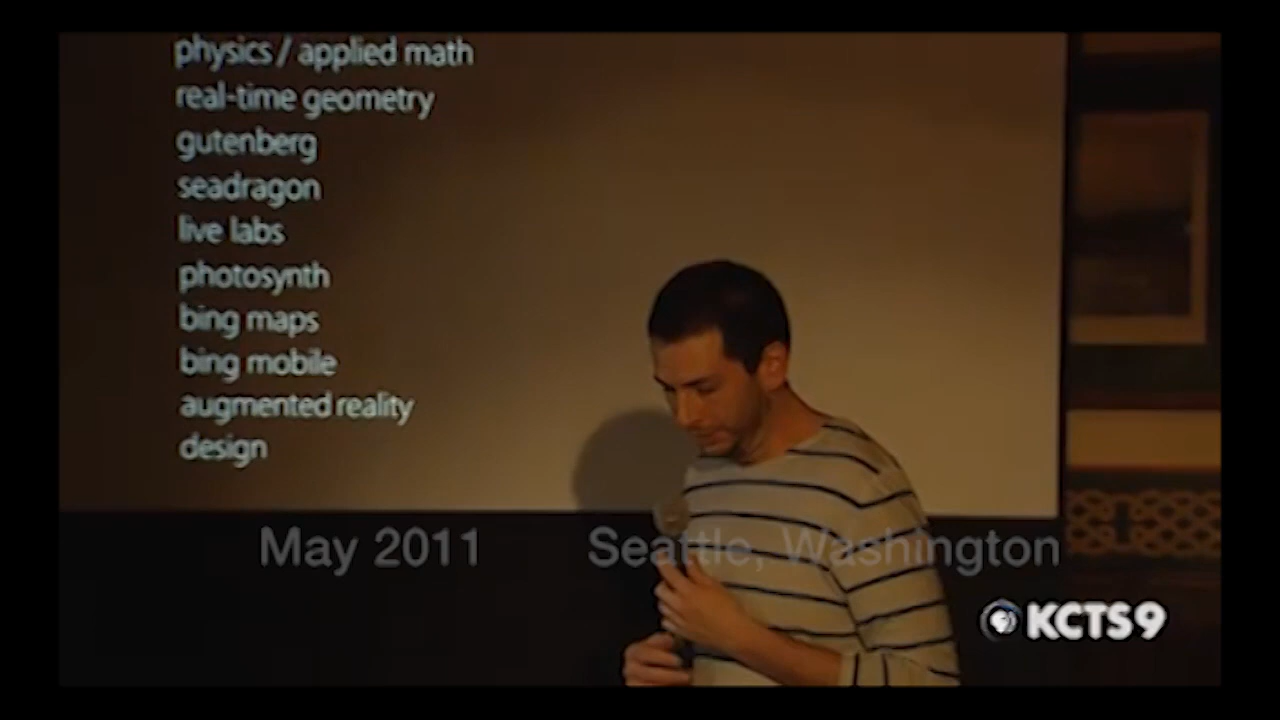 physics / applied math
real-time geometry
gutenberg
seadragon
live labs
photosynth
bing maps
bing mobile
augmented reality
design
May 2011 Seattle, Washington
KCTS9